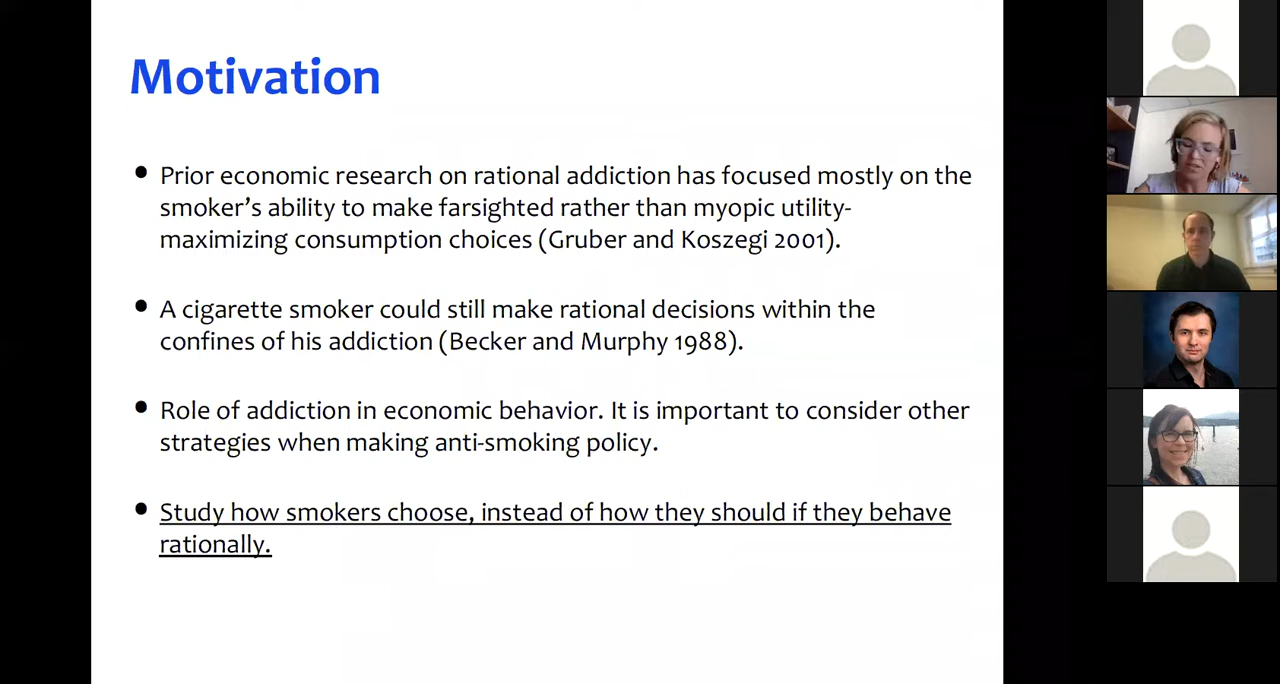 Motivation
• Prior economic research on rational addiction has focused mostly on the
smoker's ability to make farsighted rather than myopic utility-
maximizing consumption choices (Gruber and Koszegi 2001).
• A cigarette smoker could still make rational decisions within the
confines of his addiction (Becker and Murphy 1988).
• Role of addiction in economic behavior. It is important to consider other
strategies when making anti-smoking policy.
• Study how smokers choose, instead of how they should if they behave
rationally.